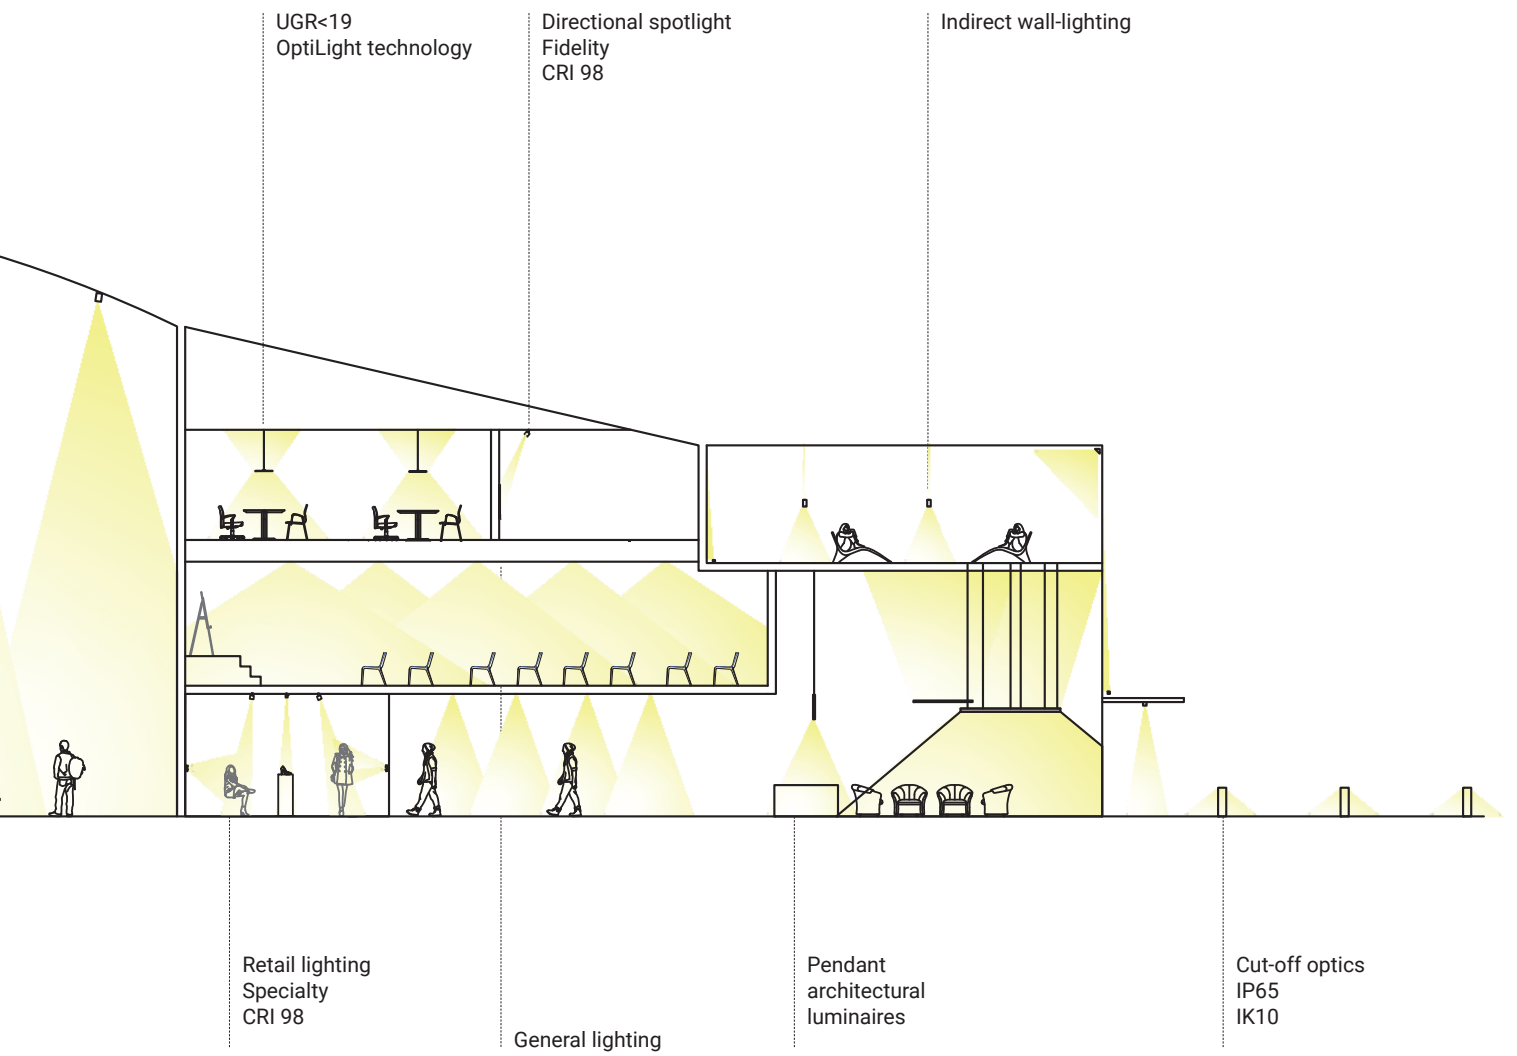 UGR<19
OptiLight technology
Directional spotlight
Fidelity
CRI 98
Indirect wall-lighting
Retail lighting
Specialty
CRI 98
General lighting
Pendant
architectural
luminaires
Cut-off optics
IP65
IK10